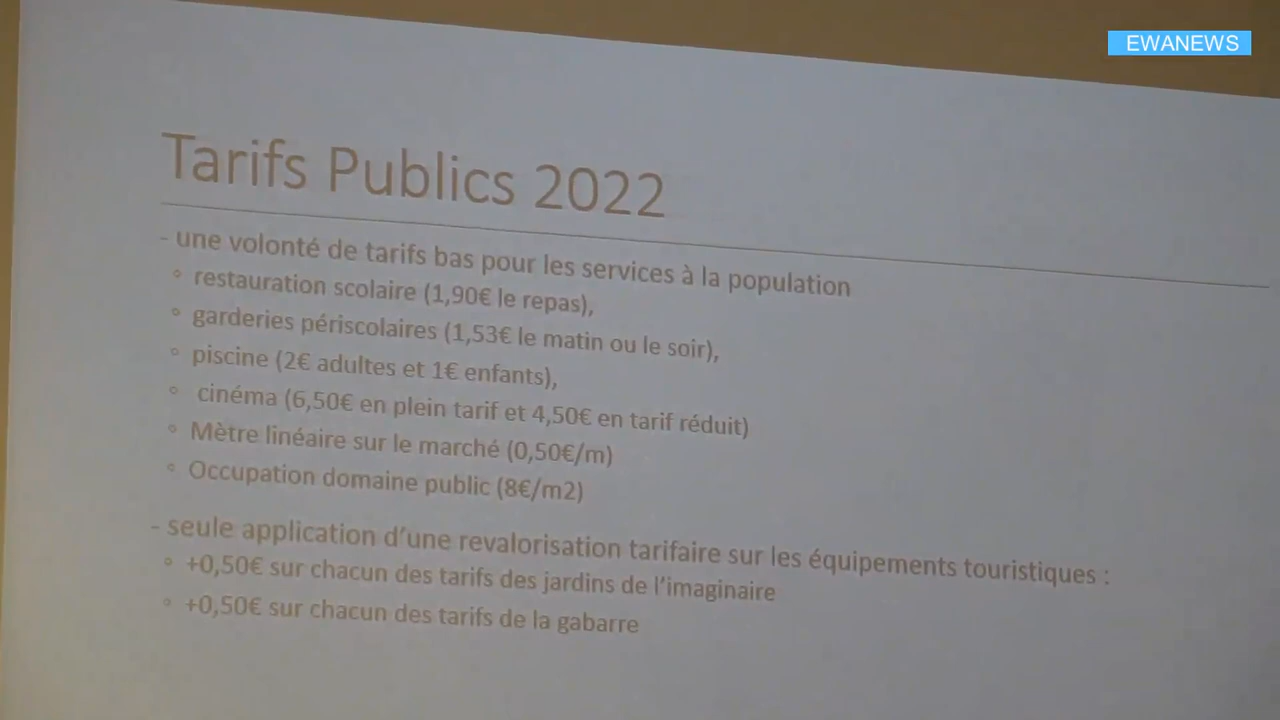 EWANEWS
Tarifs Publics 2022
- une volonté de tarifs bas pour les services à la population
◦ restauration scolaire (1,90€ le repas),
◦ garderies périscolaires (1,53€ le matin ou le soir),
◦ piscine (2€ adultes et 1€ enfants),
◦ cinéma (6,50€ en plein tarif et 4,50€ en tarif réduit)
◦ Mètre linéaire sur le marché (0,50€/m)
◦ Occupation domaine public (8€/m2)
- seule application d’une revalorisation tarifaire sur les équipements touristiques :
◦ +0,50€ sur chacun des tarifs des jardins de l’imaginaire
◦ +0,50€ sur chacun des tarifs de la gabarre